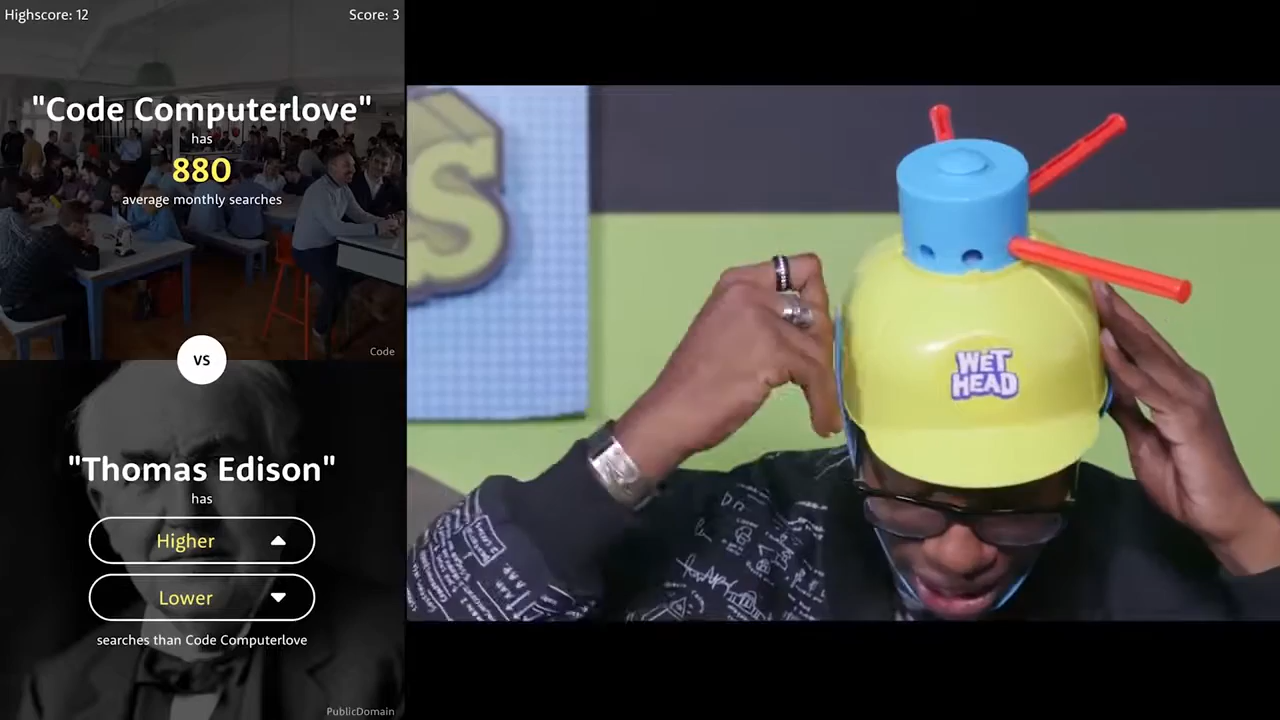 Highscore: 12
Score: 3
"Code Computerlove"
has
880
average monthly searches
Code
VS
"Thomas Edison"
has
Higher
Lower
searches than Code Computerlove
PublicDomain
S
WET
HEAD